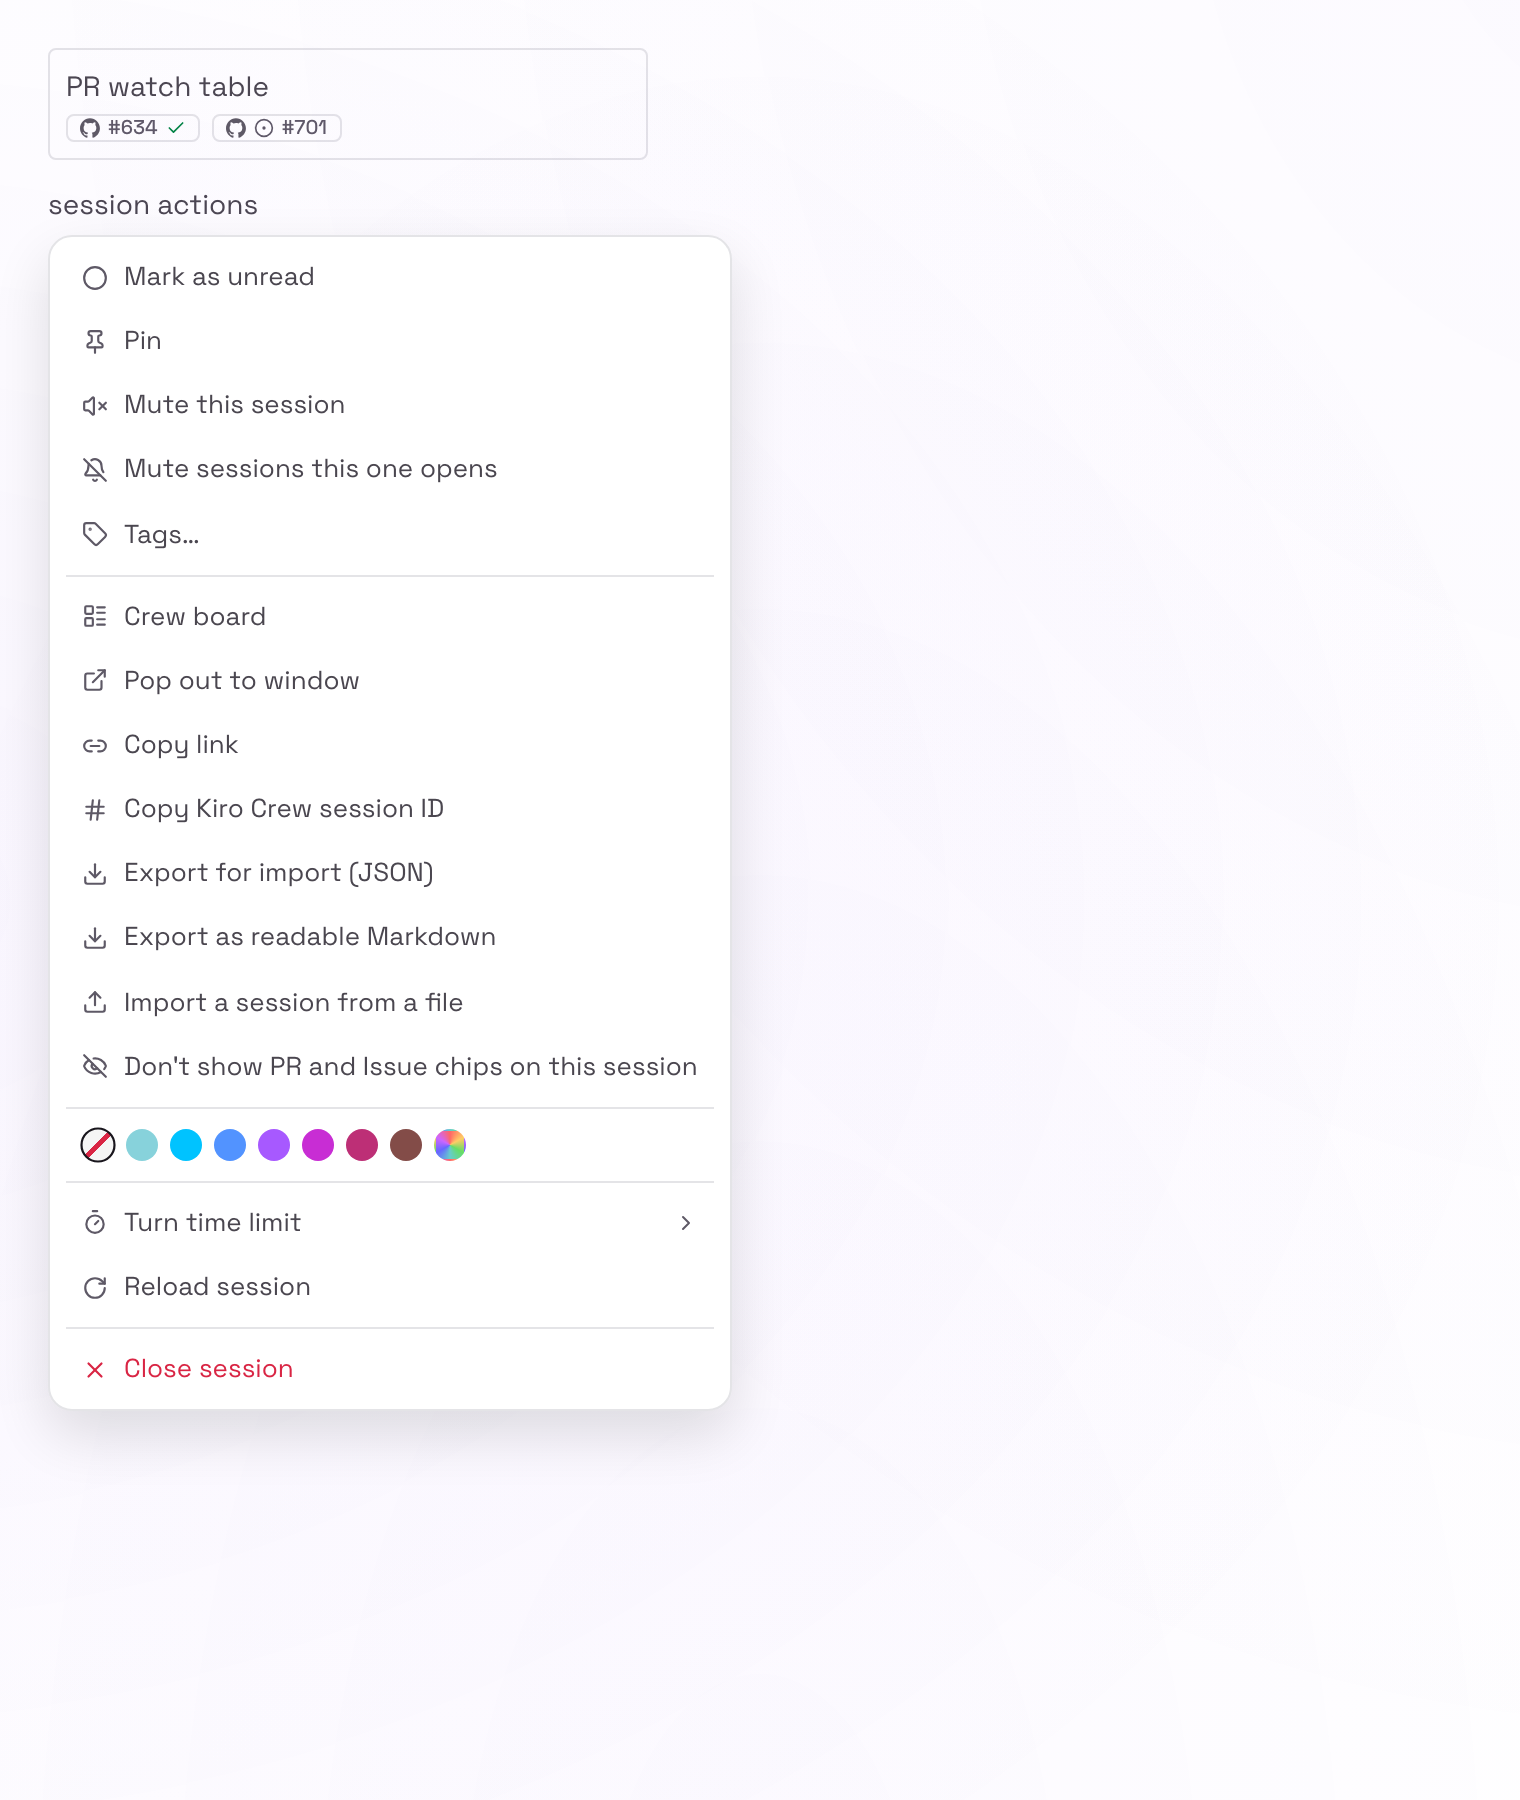 PR watch table
#634
#701
session actions
Mark as unread
Pin
Mute this session
Mute sessions this one opens
Tags...
Crew board
Pop out to window
Copy link
Copy Kiro Crew session ID
Export for import (JSON)
Export as readable Markdown
Import a session from a file
Don't show PR and Issue chips on this session
Turn time limit
Reload session
Close session